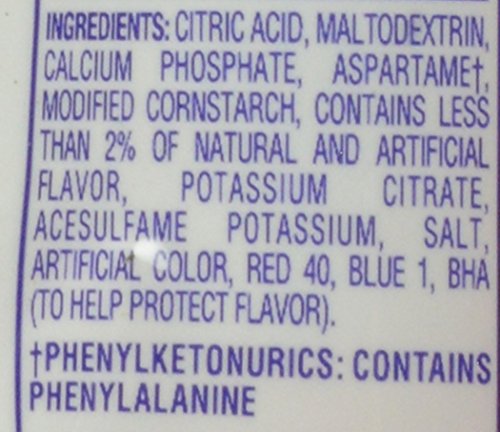 INGREDIENTS: CITRIC ACID, MALTODEXTRIN,
CALCIUM PHOSPHATE, ASPARTAME†,
MODIFIED CORNSTARCH, CONTAINS LESS
THAN 2% OF NATURAL AND ARTIFICIAL
FLAVOR, POTASSIUM CITRATE,
ACESULFAME POTASSIUM, SALT,
ARTIFICIAL COLOR, RED 40, BLUE 1, BHA
(TO HELP PROTECT FLAVOR).
†PHENYLKETONURICS: CONTAINS
PHENYLALANINE